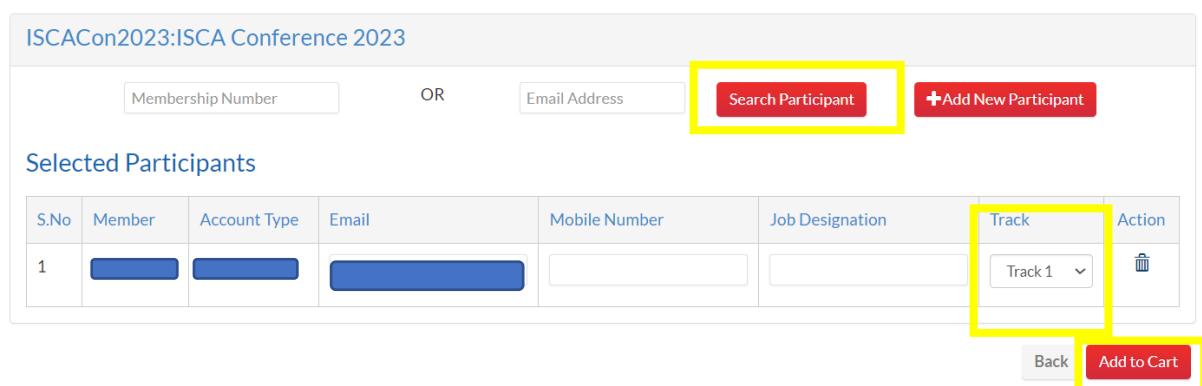 ISCACon2023:ISCA Conference 2023
Membership Number OR Email Address Search Participant +Add New Participant
Selected Participants
S.No Member Account Type Email Mobile Number Job Designation Track Action
1 Track 1
Back Add to Cart